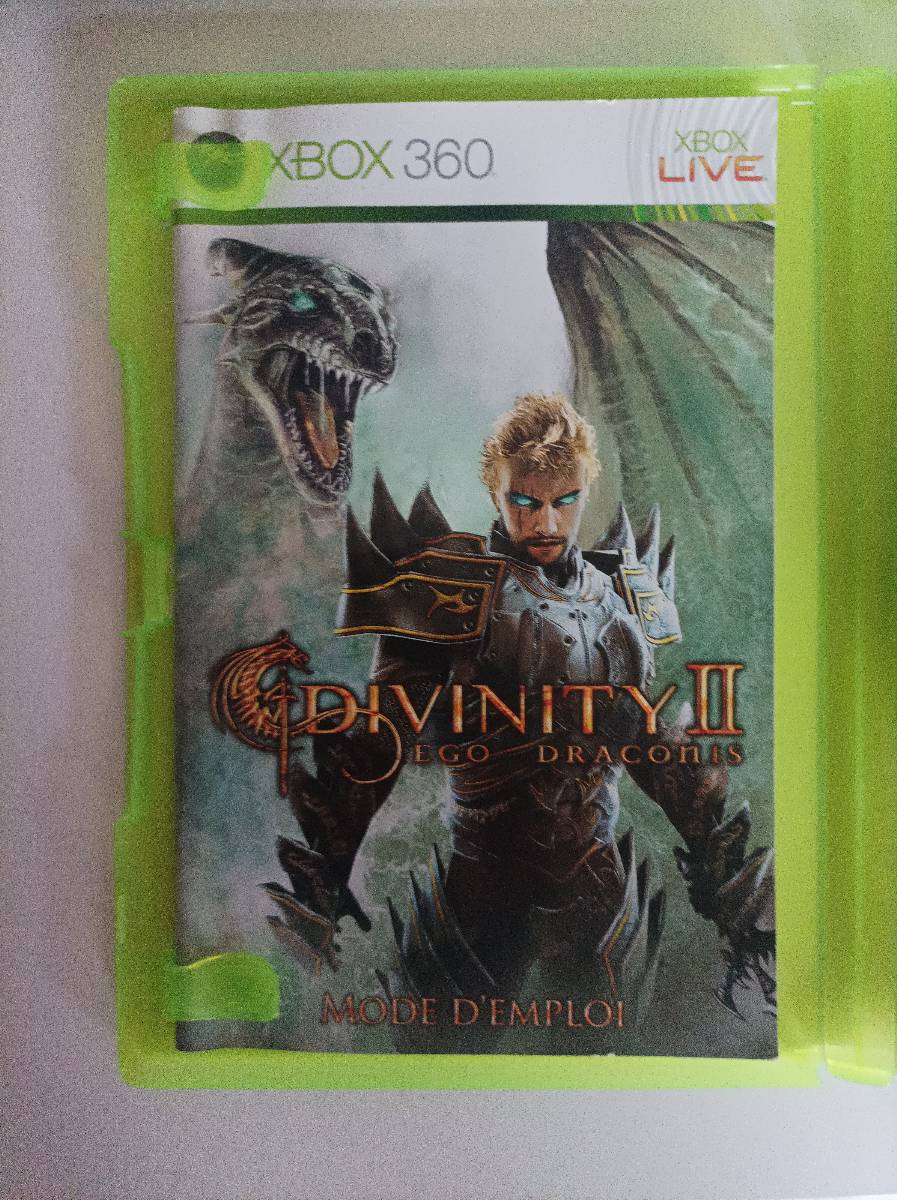 XBOX 360
XBOX
LIVE
DIVINITY II
EGO DRACONIS
MODE D'EMPLOI